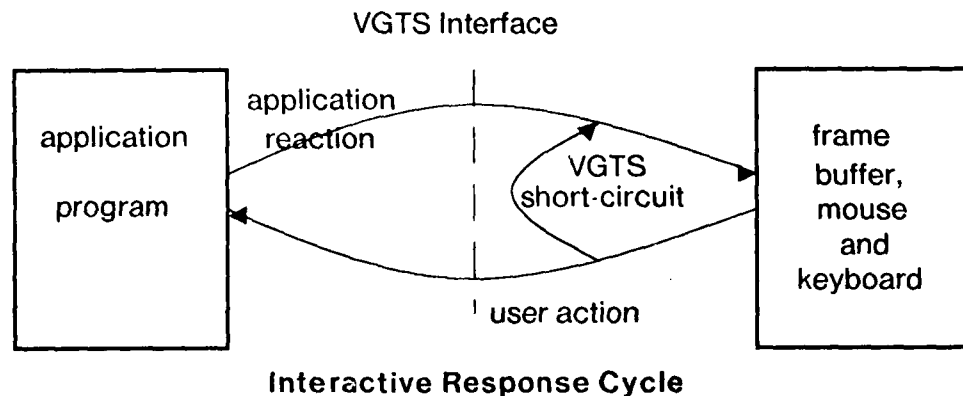 VGTS Interface
application
program
application
reaction
VGTS
short-circuit
user action
frame
buffer,
mouse
and
keyboard
Interactive Response Cycle